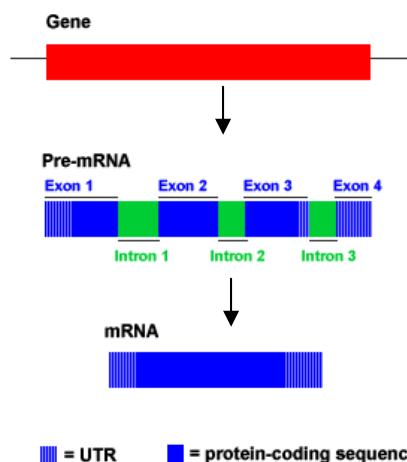 Gene
Pre-mRNA
Exon 1 Exon 2 Exon 3 Exon 4
Intron 1 Intron 2 Intron 3
mRNA
= UTR = protein-coding sequenc